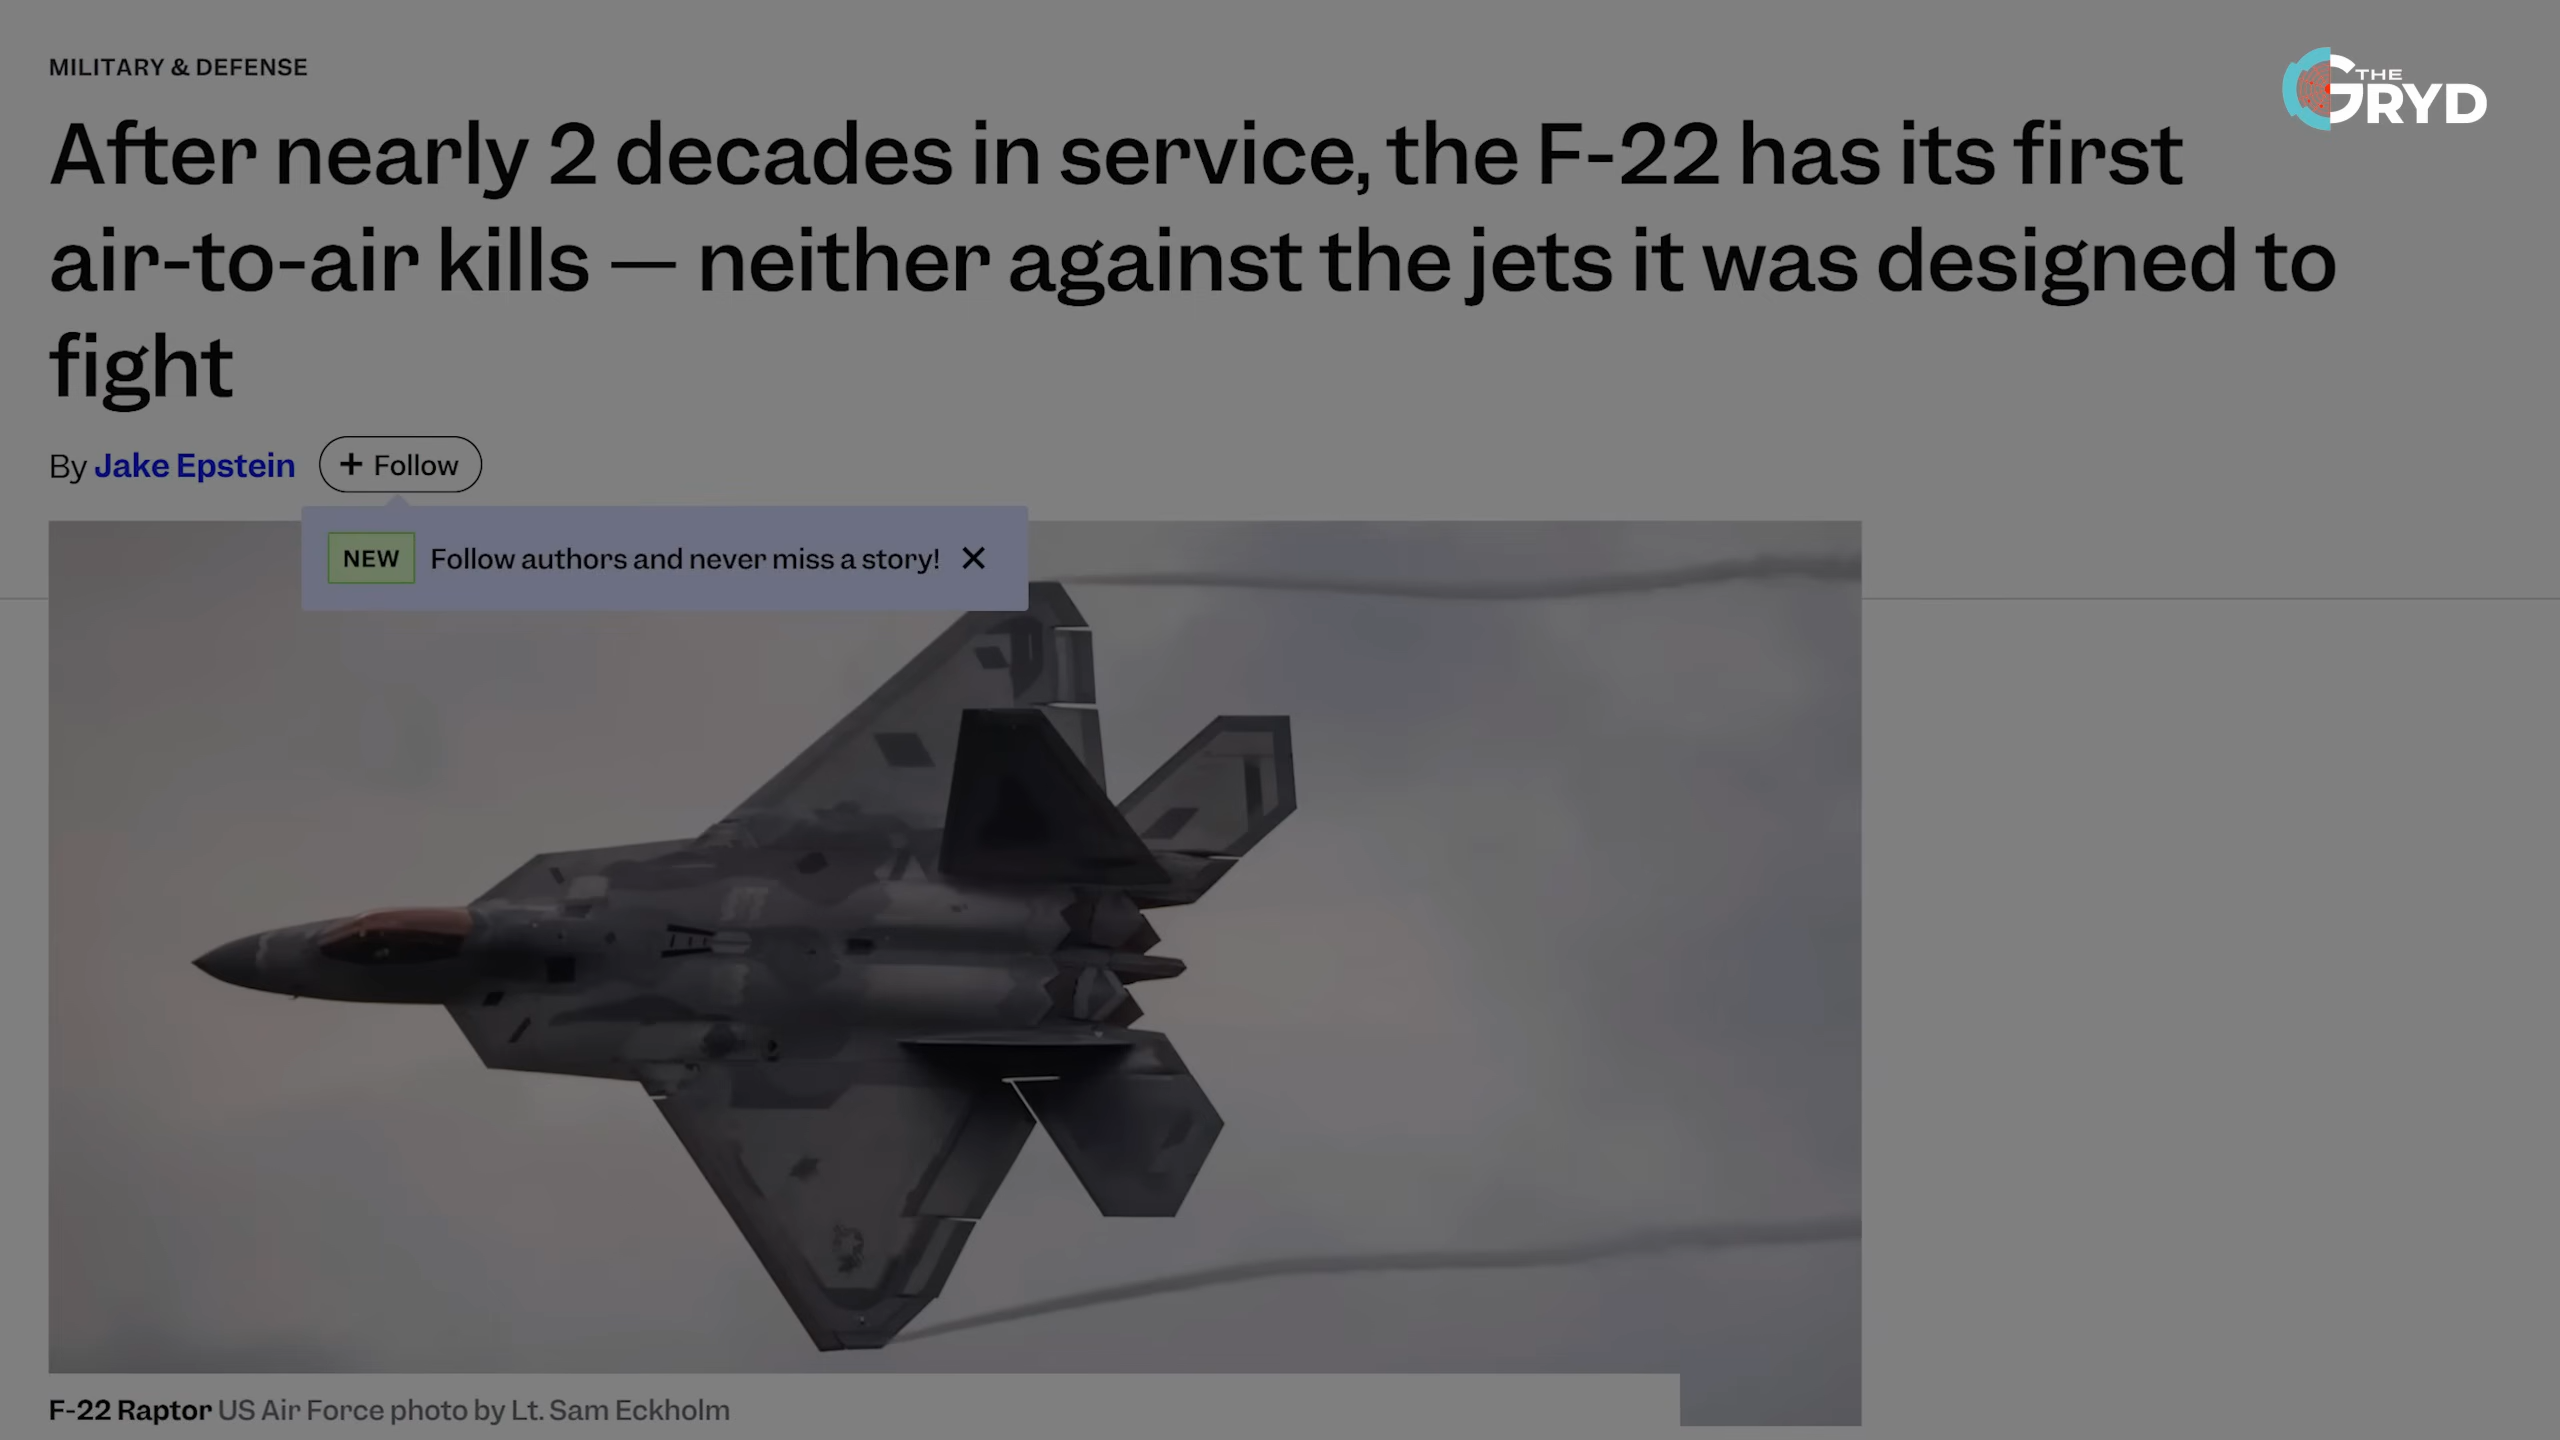 MILITARY & DEFENSE
THE
GRYD
After nearly 2 decades in service, the F-22 has its first
air-to-air kills — neither against the jets it was designed to
fight
By Jake Epstein + Follow
NEW Follow authors and never miss a story! ✕
F-22 Raptor US Air Force photo by Lt. Sam Eckholm